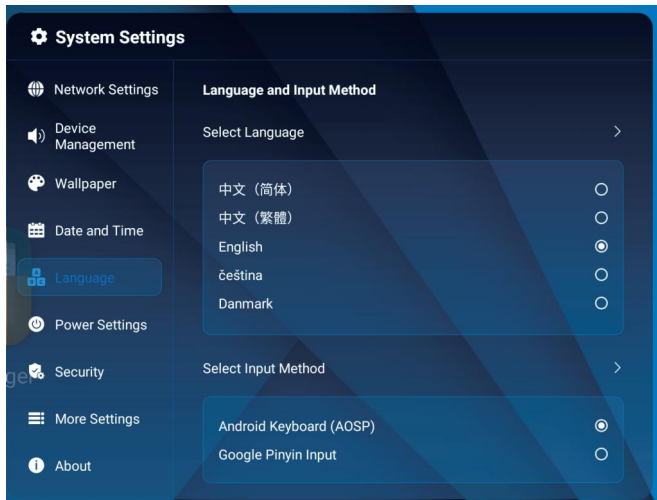 System Settings
Network Settings
Device
Management
Wallpaper
Date and Time
Language
Power Settings
Security
More Settings
About
Language and Input Method
Select Language
中文（简体）
中文（繁體）
English
čeština
Danmark
Select Input Method
Android Keyboard (AOSP)
Google Pinyin Input